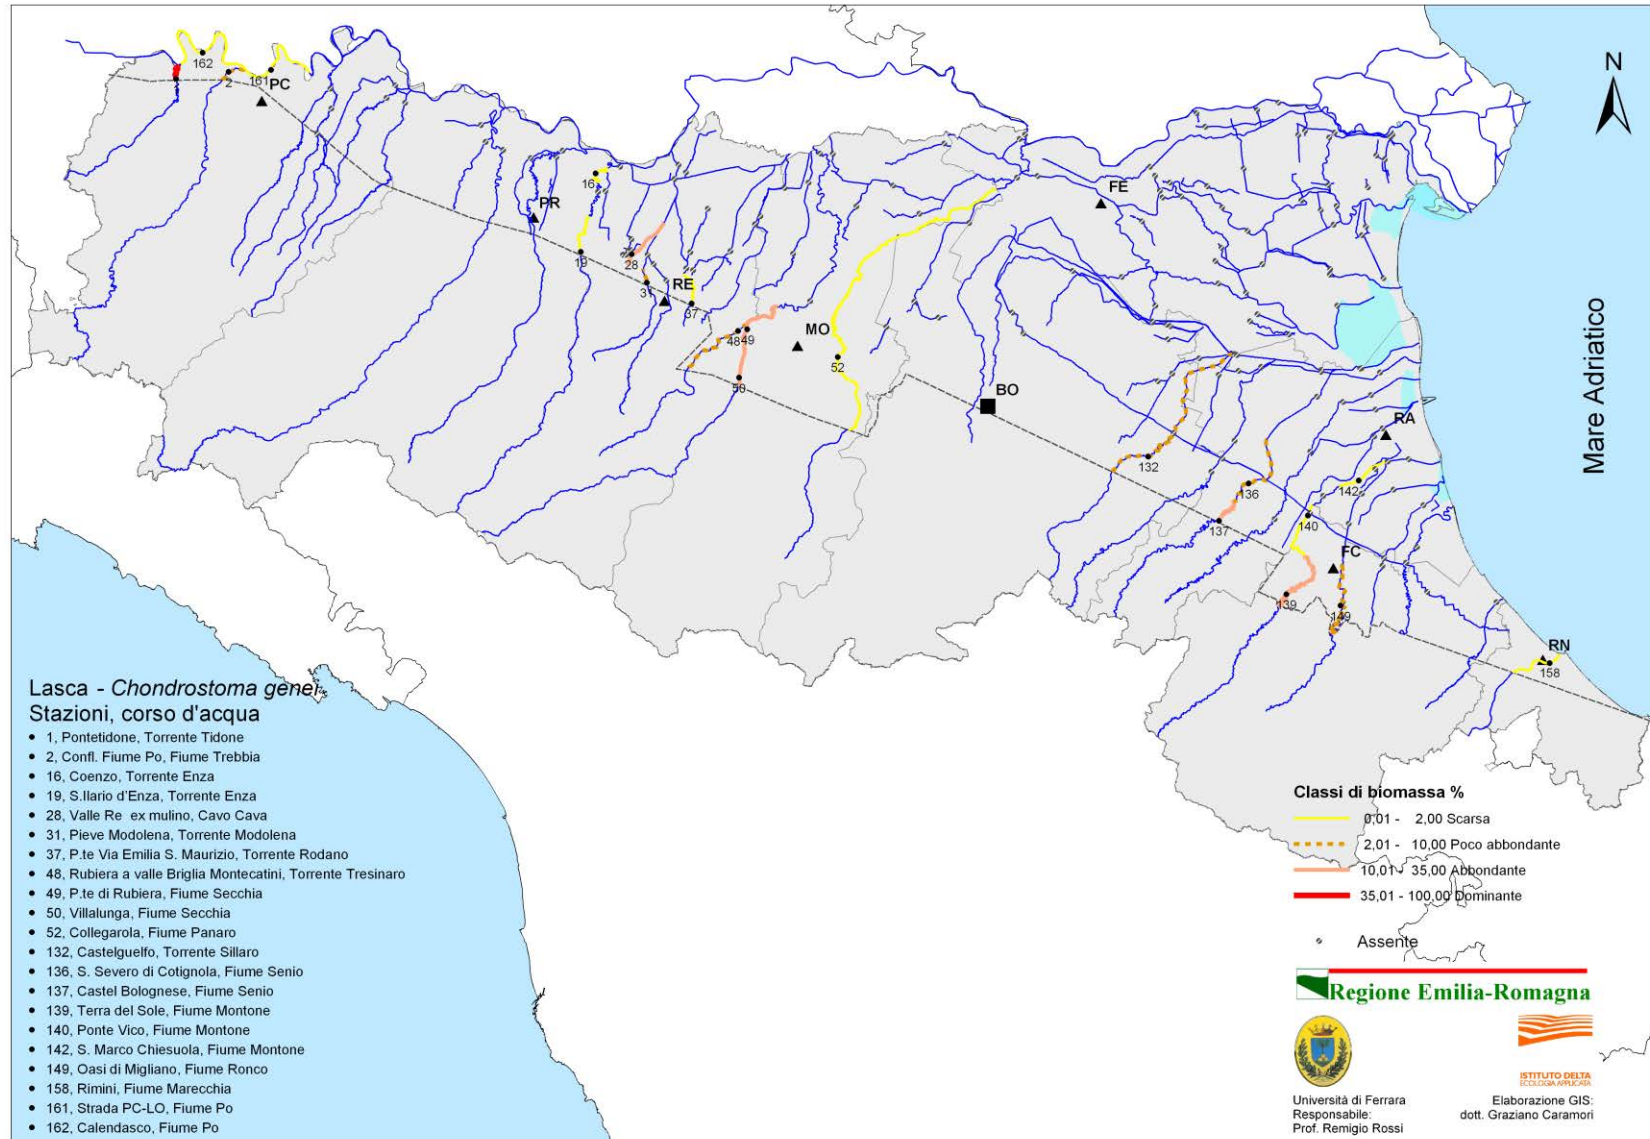 N
162
2
161
PC
16
PR
FE
19
28
31
RE
37
48
49
MO
52
50
BO
RA
Mare Adriatico
132
136
142
137
140
FC
139
149
RN
158
Lasca - Chondrostoma genei
Stazioni, corso d'acqua
1, Pontetidone, Torrente Tidone
2, Confl. Fiume Po, Fiume Trebbia
16, Coenzo, Torrente Enza
19, S.Ilario d'Enza, Torrente Enza
28, Valle Re ex mulino, Cavo Cava
31, Pieve Modolena, Torrente Modolena
37, P.te Via Emilia S. Maurizio, Torrente Rodano
48, Rubiera a valle Briglia Montecatini, Torrente Tresinaro
49, P.te di Rubiera, Fiume Secchia
50, Villalunga, Fiume Secchia
52, Collegarola, Fiume Panaro
132, Castelguelfo, Torrente Sillaro
136, S. Severo di Cotignola, Fiume Senio
137, Castel Bolognese, Fiume Senio
139, Terra del Sole, Fiume Montone
140, Ponte Vico, Fiume Montone
142, S. Marco Chiesuola, Fiume Montone
149, Oasi di Migliano, Fiume Ronco
158, Rimini, Fiume Marecchia
161, Strada PC-LO, Fiume Po
162, Calendasco, Fiume Po
Classi di biomassa %
0,01 - 2,00 Scarsa
2,01 - 10,00 Poco abbondante
10,01 - 35,00 Abbondante
35,01 - 100,00 Dominante
Assente
Regione Emilia-Romagna
ISTITUTO DELTA
ECOLOGIA APPLICATA
Università di Ferrara
Responsabile:
Prof. Remigio Rossi
Elaborazione GIS:
dott. Graziano Caramori